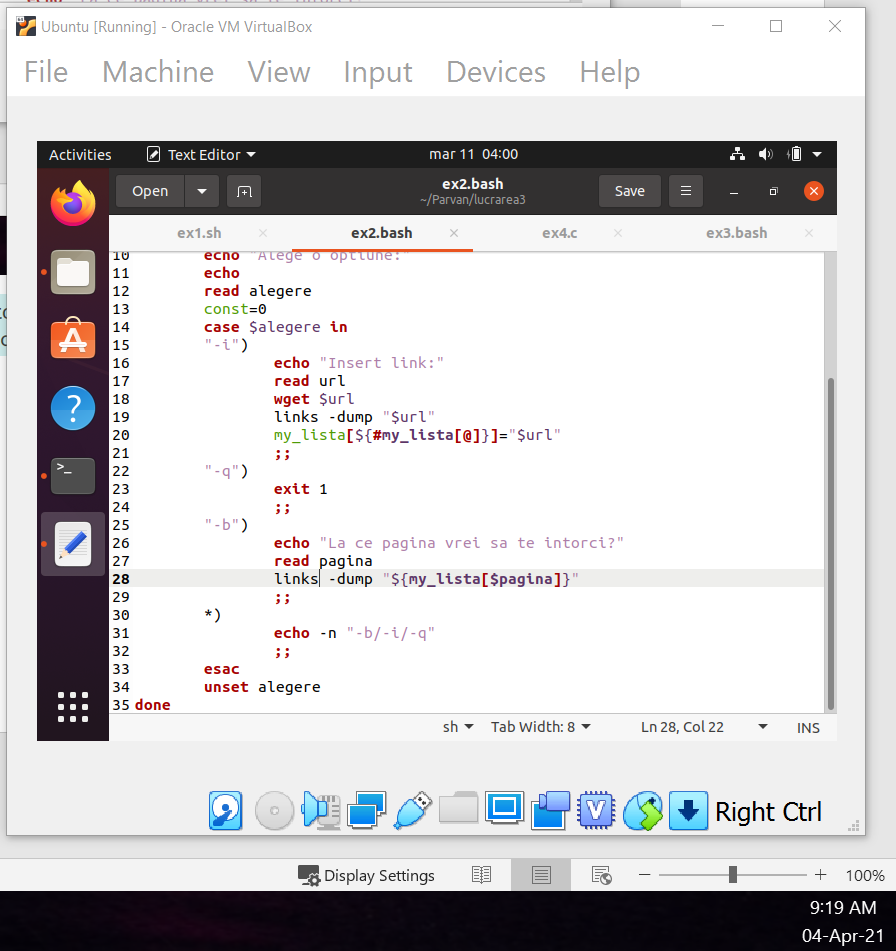 Ubuntu [Running] - Oracle VM VirtualBox
File Machine View Input Devices Help
Activities Text Editor mar 11 04:00
Open ex2.bash Save
~/Parvan/lucrarea3
ex1.sh ex2.bash ex4.c ex3.bash
10 echo "Alege o optiune:"
11 echo
12 read alegere
13 const=0
14 case $alegere in
15 "-i")
16 echo "Insert link:"
17 read url
18 wget $url
19 links -dump "$url"
20 my_lista[${#my_lista[@]}]="$url"
21 ;;
22 "-q")
23 exit 1
24 ;;
25 "-b")
26 echo "La ce pagina vrei sa te intorci?"
27 read pagina
28 links -dump "${my_lista[$pagina]}"
29 ;;
30 *)
31 echo -n "-b/-i/-q"
32 ;;
33 esac
34 unset alegere
35 done
sh Tab Width: 8 Ln 28, Col 22 INS
Right Ctrl
Display Settings 100%
9:19 AM
04-Apr-21